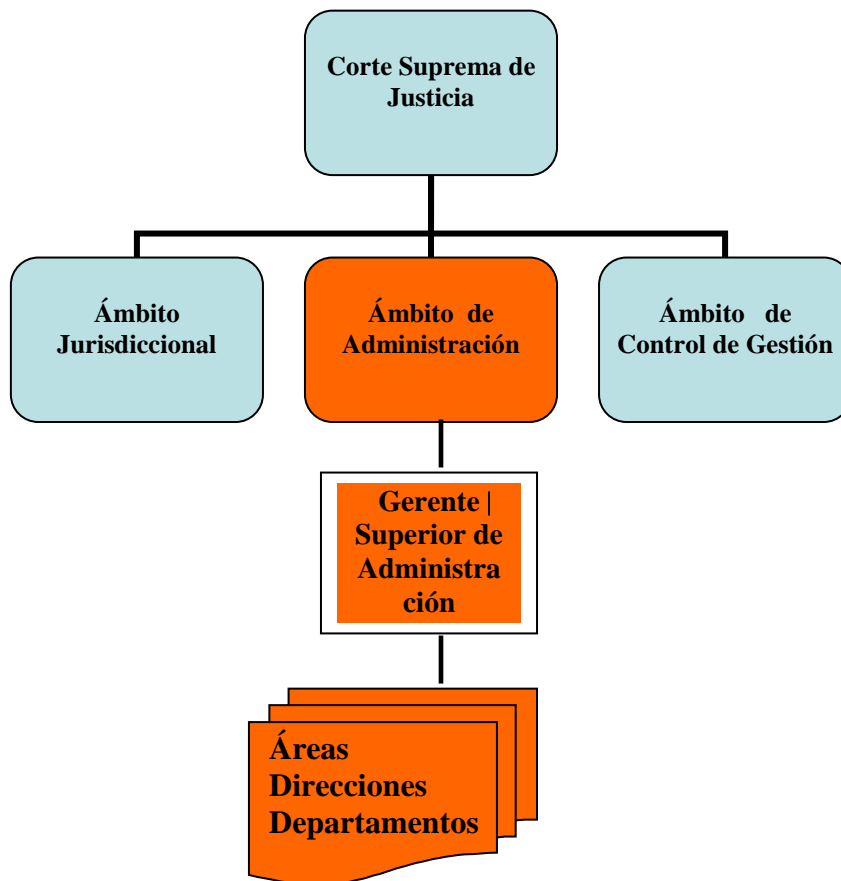 Corte Suprema de
Justicia
Ámbito
Jurisdiccional
Ámbito de
Administración
Ámbito de
Control de Gestión
Gerente |
Superior de
Administra
ción
Áreas
Direcciones
Departamentos